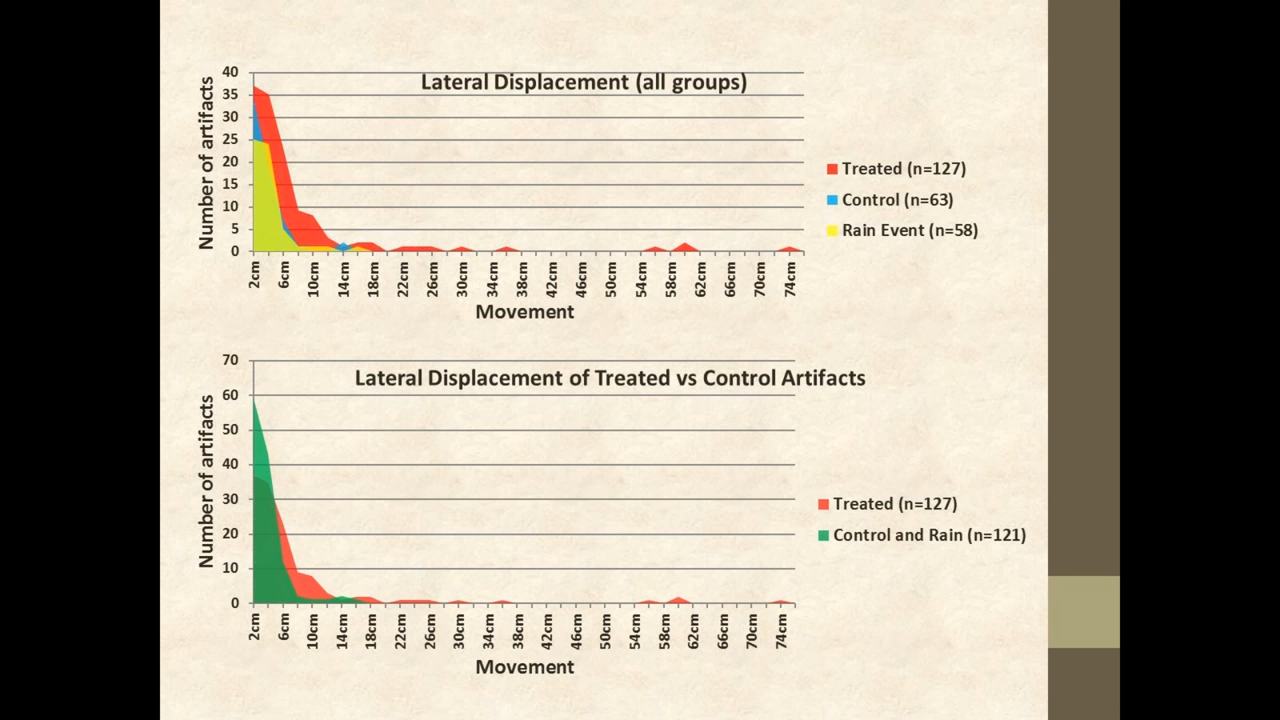 Lateral Displacement (all groups)
Number of artifacts
40
35
30
25
20
15
10
5
0
2cm 6cm 10cm 14cm 18cm 22cm 26cm 30cm 34cm 38cm 42cm 46cm 50cm 54cm 58cm 62cm 66cm 70cm 74cm
Movement
Treated (n=127)
Control (n=63)
Rain Event (n=58)
Lateral Displacement of Treated vs Control Artifacts
Number of artifacts
70
60
50
40
30
20
10
0
2cm 6cm 10cm 14cm 18cm 22cm 26cm 30cm 34cm 38cm 42cm 46cm 50cm 54cm 58cm 62cm 66cm 70cm 74cm
Movement
Treated (n=127)
Control and Rain (n=121)